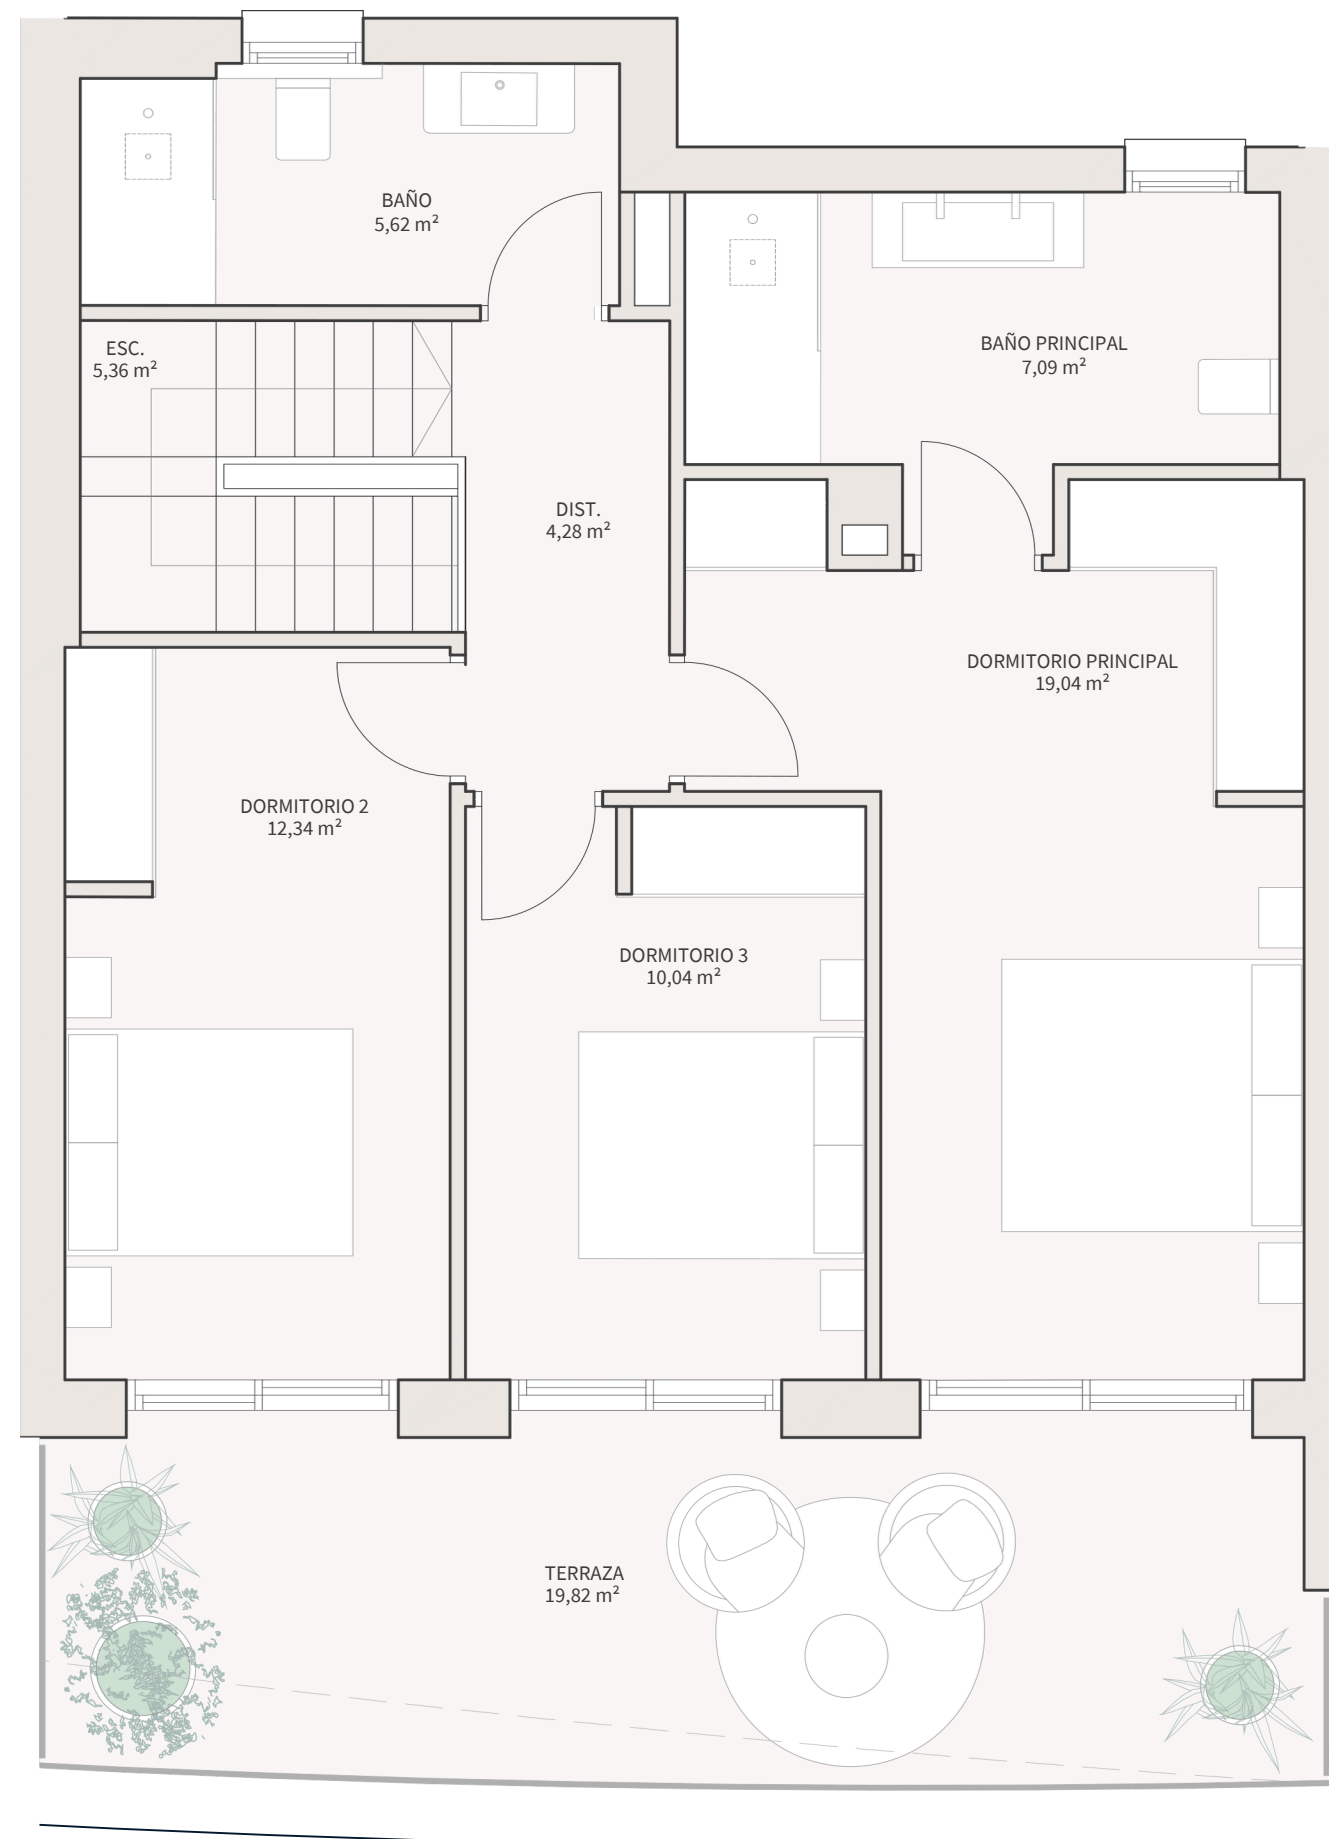 BAÑO
5,62 m²
ESC.
5,36 m²
BAÑO PRINCIPAL
7,09 m²
DIST.
4,28 m²
DORMITORIO PRINCIPAL
19,04 m²
DORMITORIO 2
12,34 m²
DORMITORIO 3
10,04 m²
TERRAZA
19,82 m²